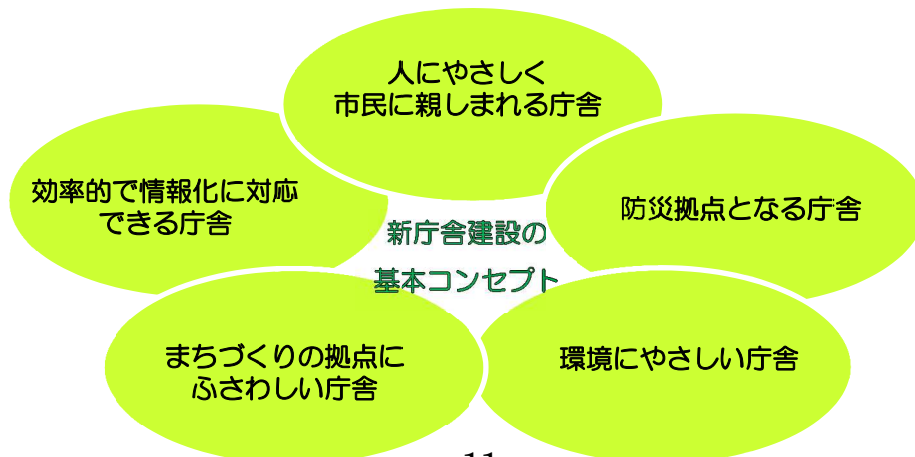 人にやさしく
市民に親しまれる庁舎
効率的で情報化に対応
できる庁舎
防災拠点となる庁舎
新庁舎建設の
基本コンセプト
まちづくりの拠点に
ふさわしい庁舎
環境にやさしい庁舎
11